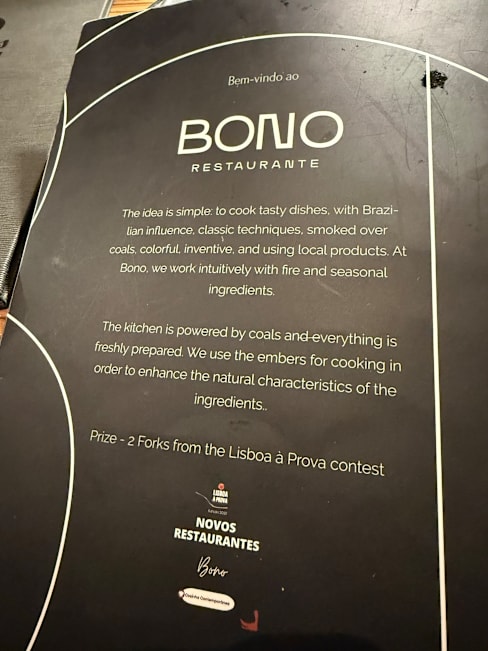 Bem-vindo ao
BONO
RESTAURANTE
The idea is simple: to cook tasty dishes, with Brazi-
lian influence, classic techniques, smoked over
coals, colorful, inventive, and using local products. At
Bono, we work intuitively with fire and seasonal
ingredients.
The kitchen is powered by coals and everything is
freshly prepared. We use the embers for cooking in
order to enhance the natural characteristics of the
ingredients..
Prize - 2 Forks from the Lisboa à Prova contest
LISBOA
À PROVA
NOVOS
RESTAURANTES
Bono
Cozinha Contemporânea